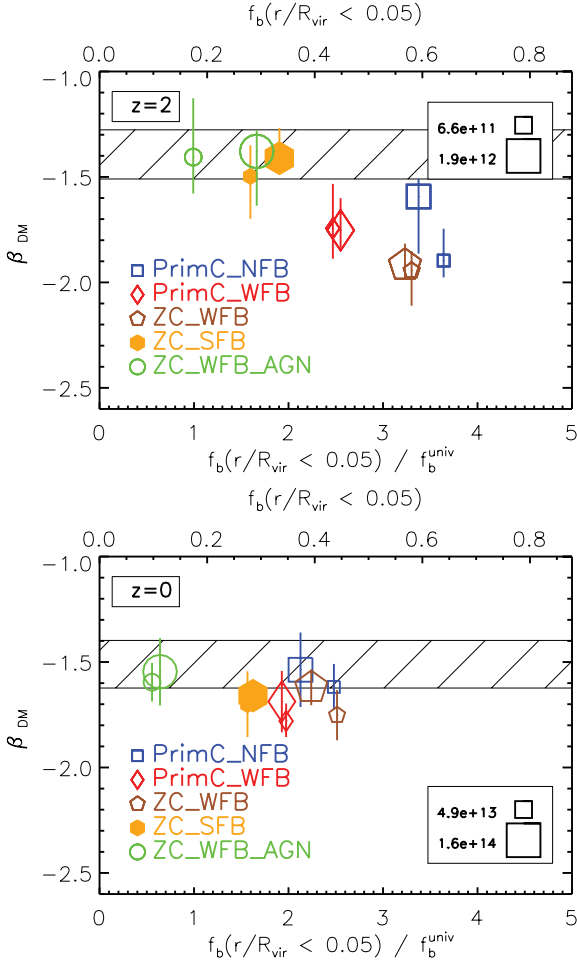 f_b(r/R_vir < 0.05)
0.0 0.2 0.4 0.6 0.8
z=2
6.6e+11
1.9e+12
−1.0
−1.5
−2.0
−2.5
β_DM
PrimC_NFB
PrimC_WFB
ZC_WFB
ZC_SFB
ZC_WFB_AGN
0 1 2 3 4 5
f_b(r/R_vir < 0.05) / f_b^univ
f_b(r/R_vir < 0.05)
0.0 0.2 0.4 0.6 0.8
z=0
−1.0
−1.5
−2.0
−2.5
β_DM
PrimC_NFB
PrimC_WFB
ZC_WFB
ZC_SFB
ZC_WFB_AGN
4.9e+13
1.6e+14
0 1 2 3 4 5
f_b(r/R_vir < 0.05) / f_b^univ